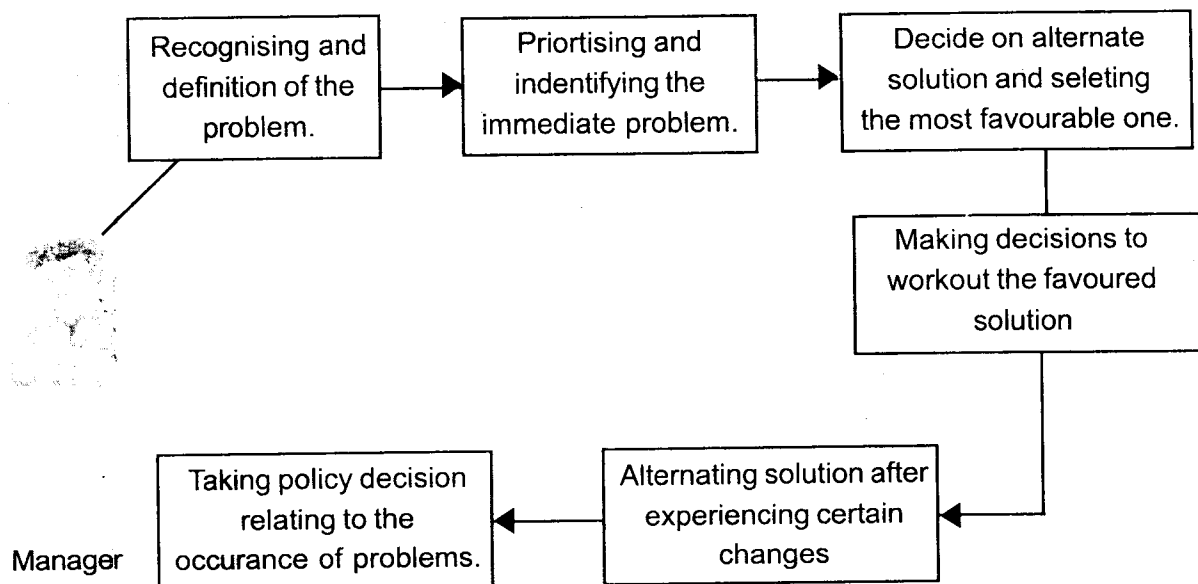 Recognising and
definition of the
problem.
Priortising and
indentifying the
immediate problem.
Decide on alternate
solution and seleting
the most favourable one.
Making decisions to
workout the favoured
solution
Alternating solution after
experiencing certain
changes
Taking policy decision
relating to the
occurance of problems.
Manager